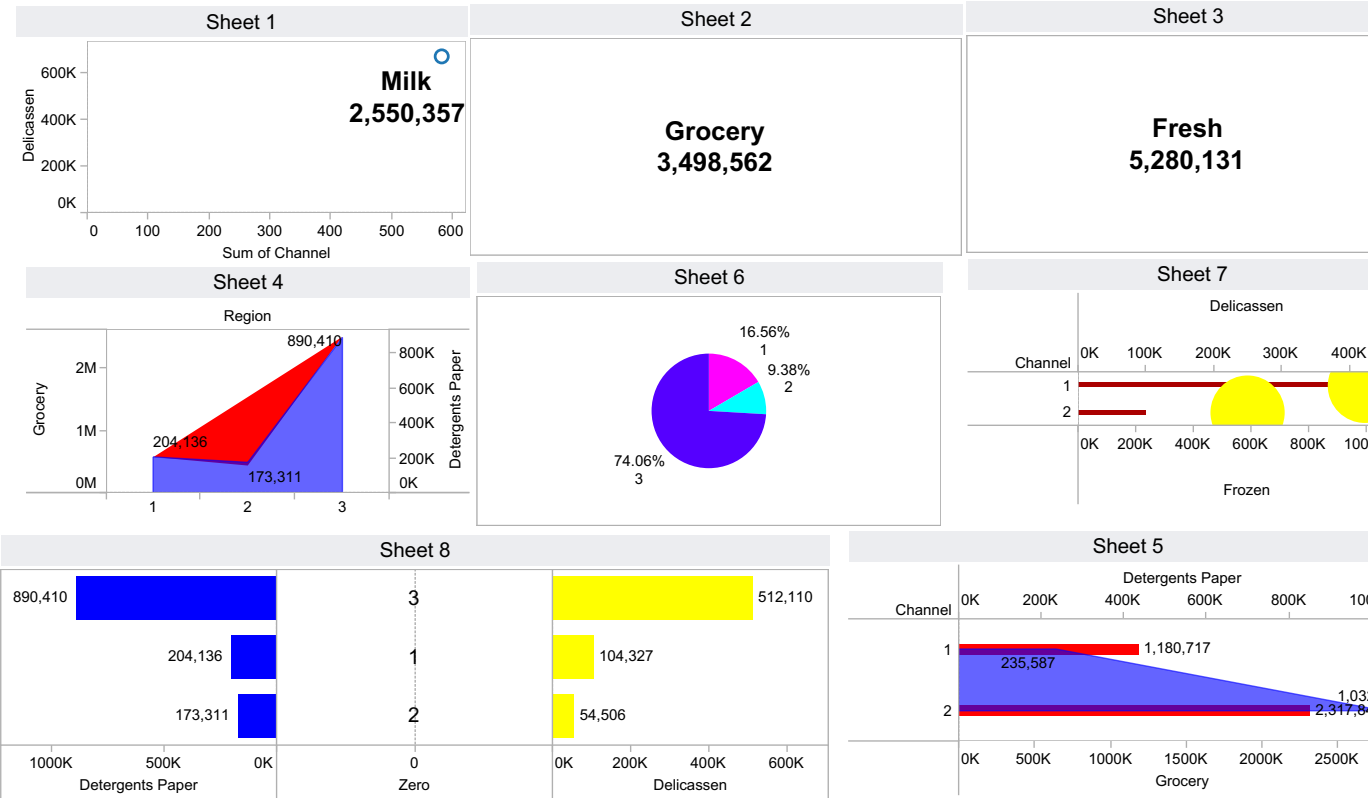 Sheet 1
Delicassen
600K
400K
200K
0K
Milk
2,550,357
0 100 200 300 400 500 600
Sum of Channel
Sheet 2
Grocery
3,498,562
Sheet 3
Fresh
5,280,131
Sheet 4
Region
Grocery
2M
1M
0M
890,410
204,136
173,311
800K
600K
400K
200K
0K
Detergents Paper
1 2 3
Sheet 6
16.56%
1
9.38%
2
74.06%
3
Sheet 7
Delicassen
Channel
0K 100K 200K 300K 400K
1
2
0K 200K 400K 600K 800K 100
Frozen
Sheet 8
890,410 3 512,110
204,136 1 104,327
173,311 2 54,506
1000K 500K 0K 0 0K 200K 400K 600K
Detergents Paper Zero Delicassen
Sheet 5
Detergents Paper
Channel
0K 200K 400K 600K 800K 100
1 1,180,717
235,587
1,03
2 2,317,8
0K 500K 1000K 1500K 2000K 2500K
Grocery